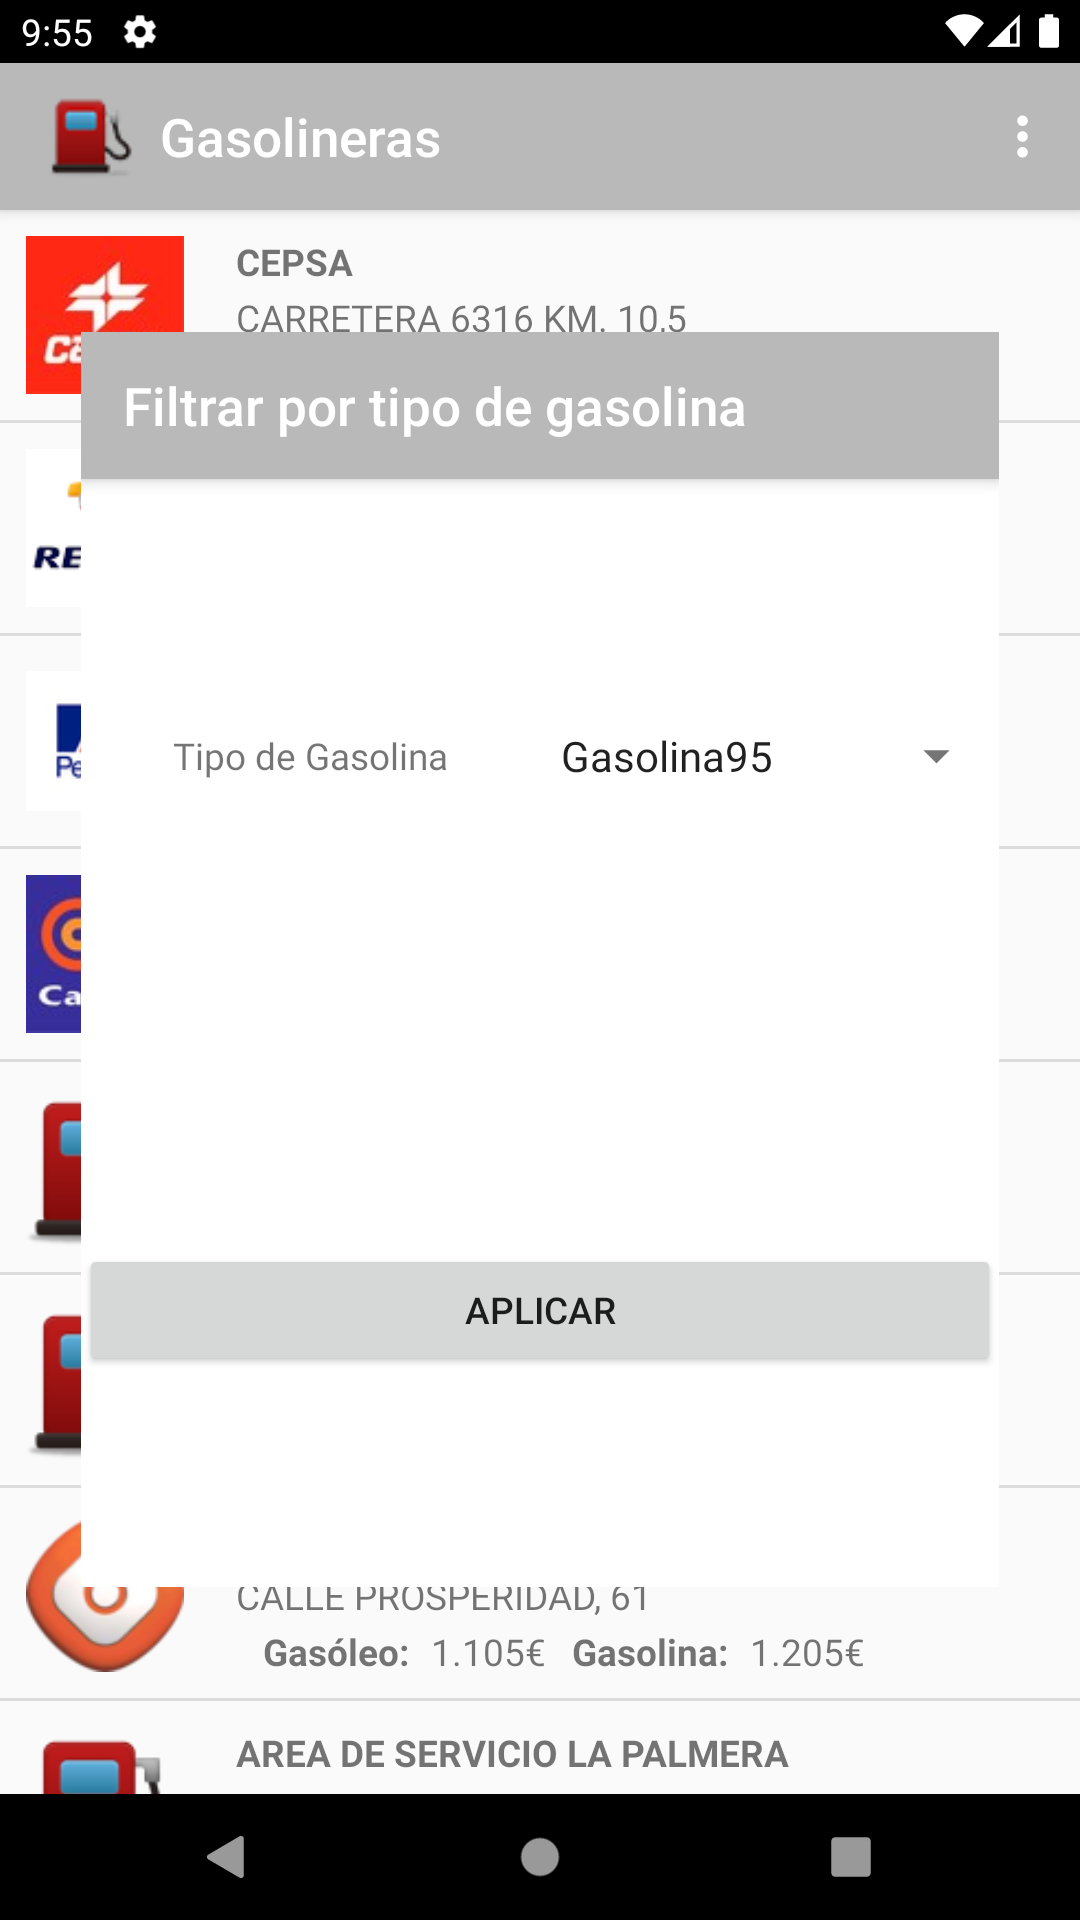 9:55
Gasolineras
CEPSA
CARRETERA 6316 KM. 10,5
Filtrar por tipo de gasolina
RE
Tipo de Gasolina
Gasolina95
Pe
Ca
APLICAR
CALLE PROSPERIDAD, 61
Gasóleo: 1.105€ Gasolina: 1.205€
AREA DE SERVICIO LA PALMERA